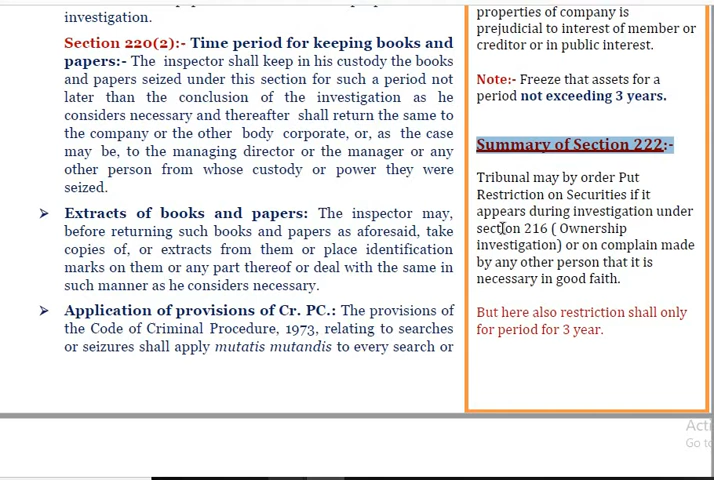 investigation.
Section 220(2):- Time period for keeping books and
papers:- The inspector shall keep in his custody the books
and papers seized under this section for such a period not
later than the conclusion of the investigation as he
considers necessary and thereafter shall return the same to
the company or the other body corporate, or, as the case
may be, to the managing director or the manager or any
other person from whose custody or power they were
seized.
➤ Extracts of books and papers: The inspector may,
before returning such books and papers as aforesaid, take
copies of, or extracts from them or place identification
marks on them or any part thereof or deal with the same in
such manner as he considers necessary.
➤ Application of provisions of Cr. PC.: The provisions of
the Code of Criminal Procedure, 1973, relating to searches
or seizures shall apply mutatis mutandis to every search or
properties of company is
prejudicial to interest of member or
creditor or in public interest.
Note:- Freeze that assets for a
period not exceeding 3 years.
Summary of Section 222:-
Tribunal may by order Put
Restriction on Securities if it
appears during investigation under
section 216 ( Ownership
investigation) or on complain made
by any other person that it is
necessary in good faith.
But here also restriction shall only
for period for 3 year.
Go to